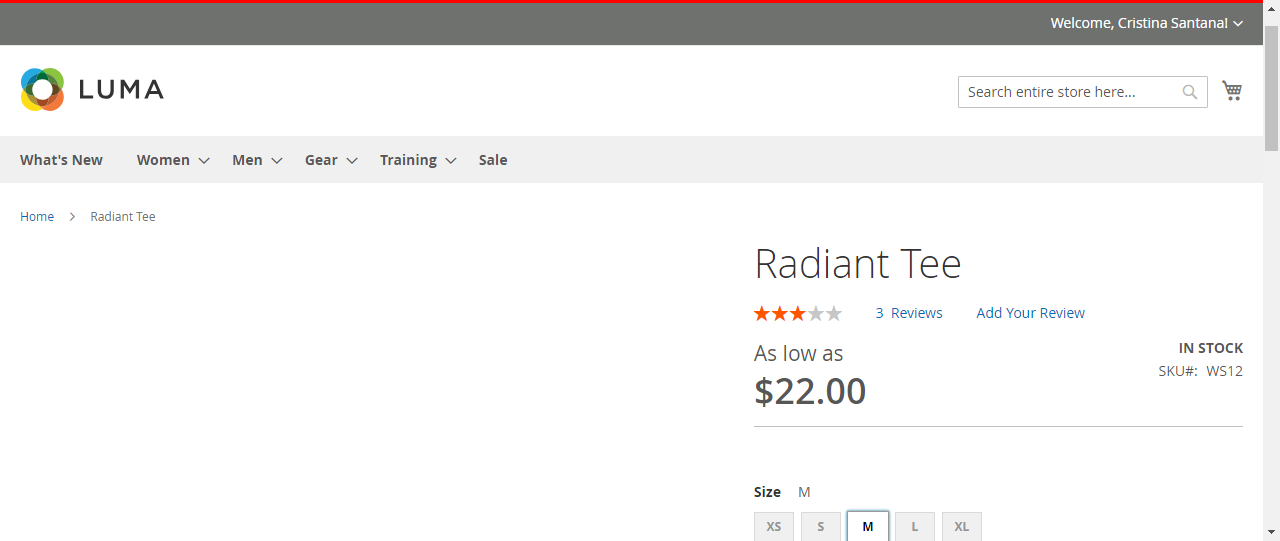 Welcome, Cristina Santana!
LUMA
Search entire store here...
What's New Women Men Gear Training Sale
Home Radiant Tee
Radiant Tee
3 Reviews Add Your Review
As low as
IN STOCK
SKU#: WS12
$22.00
Size M
XS S M L XL